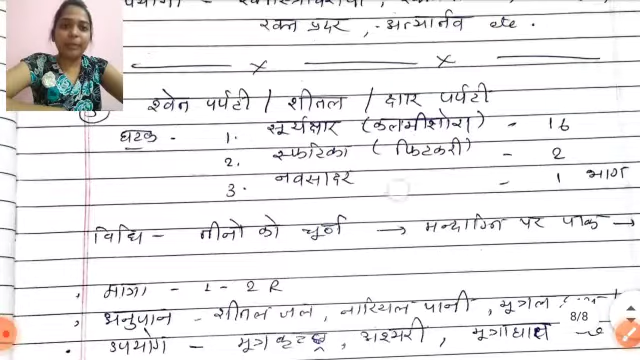 रक्त प्रदर, - अत्यार्तव etc.
श्वेत पर्पटी / शीतल / क्षार पर्पटी
घटक - 1. सूर्यक्षार (कलमीशोरा) - 16
2. स्फटिका (फिटकरी) - 2
3. नवसादर - 1 भाग
विधि - तीनो को चूर्ण → मन्दाग्नि पर पाक →
मात्रा - 1 - 2 R
अनुपान - शीतल जल, नारियल पानी, मूत्रल
8/8
उपयोग - मूत्रकृच्छ्र, अश्मरी, मूत्राघात